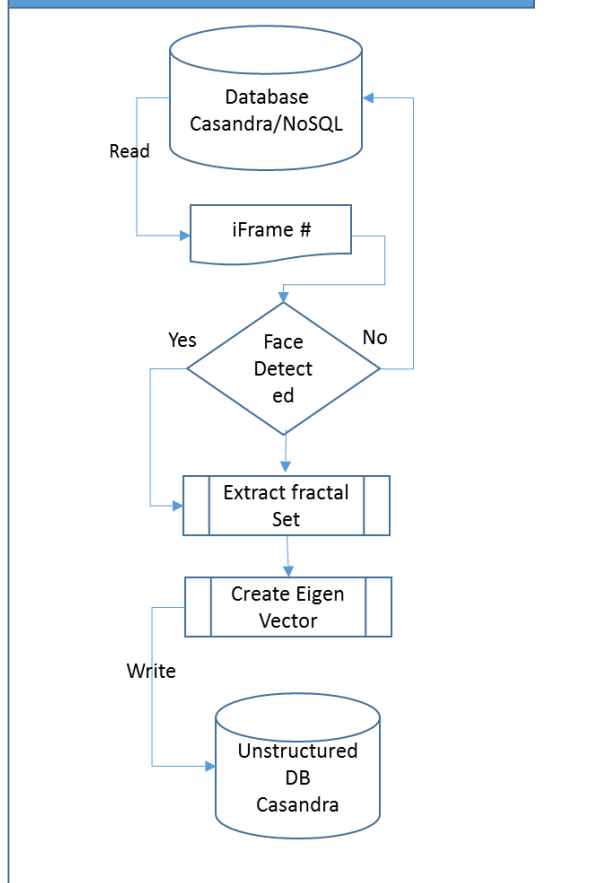 Database
Casandra/NoSQL
Read
iFrame #
Yes
No
Face
Detect
ed
Extract fractal
Set
Create Eigen
Vector
Write
Unstructured
DB
Casandra